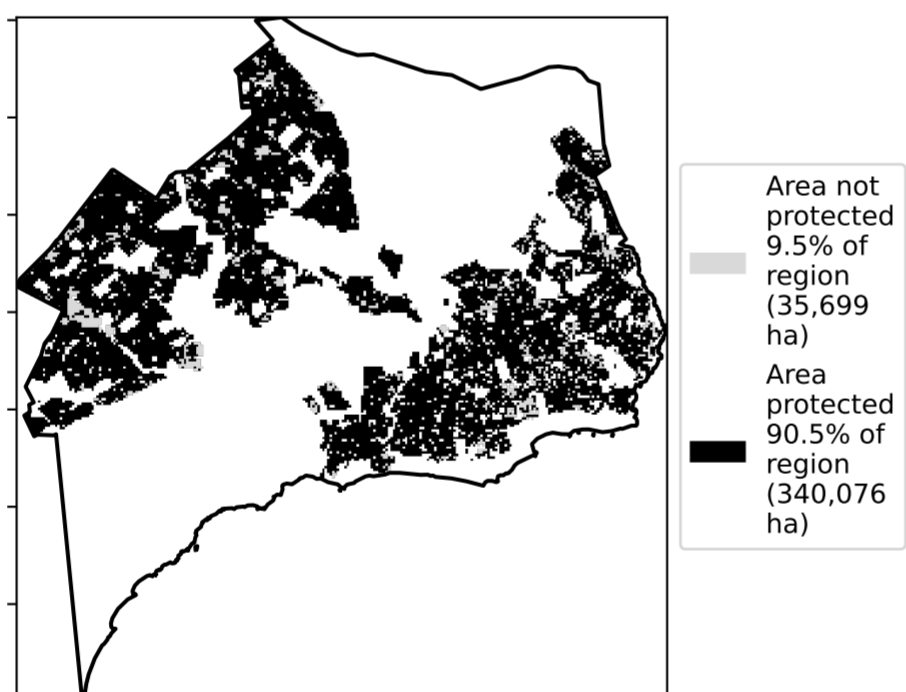 Area not
protected
9.5% of
region
(35,699
ha)
Area
protected
90.5% of
region
(340,076
ha)